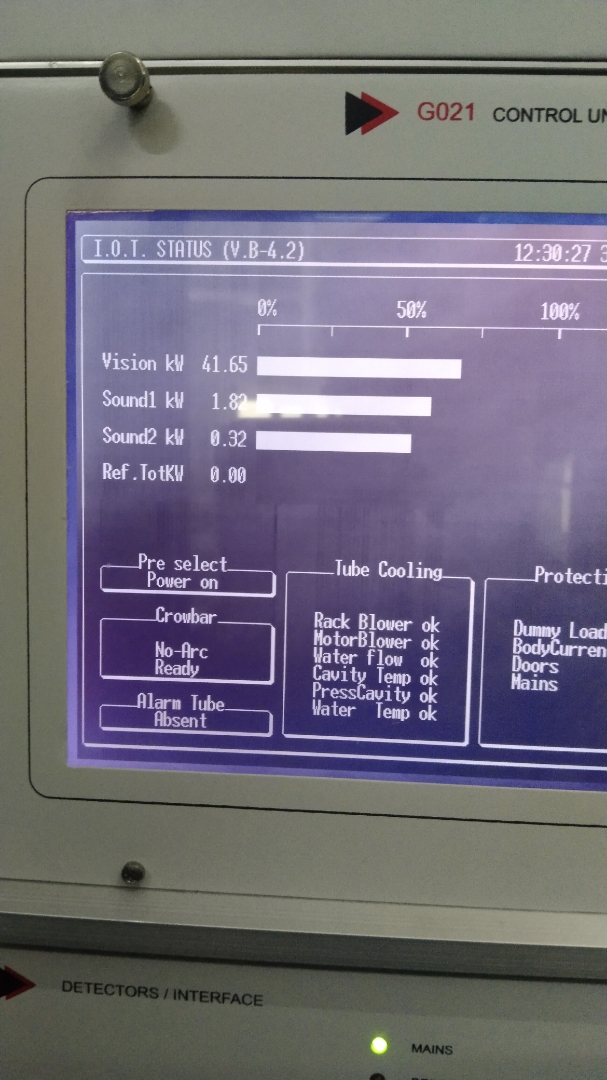 G021 CONTROL
I.O.T. STATUS (V.B-4.2) 12:30:27
0% 50% 100%
Vision kW 41.65
Sound1 kW 1.82
Sound2 kW 0.32
Ref.TotKW 0.00
Pre select
Power on
Crowbar
No-Arc
Ready
Alarm Tube
Absent
Tube Cooling
Rack Blower ok
MotorBlower ok
Water flow ok
Cavity Temp ok
PressCavity ok
Water Temp ok
Protecti
Dummy Load
BodyCurren
Doors
Mains
DETECTORS / INTERFACE
MAINS